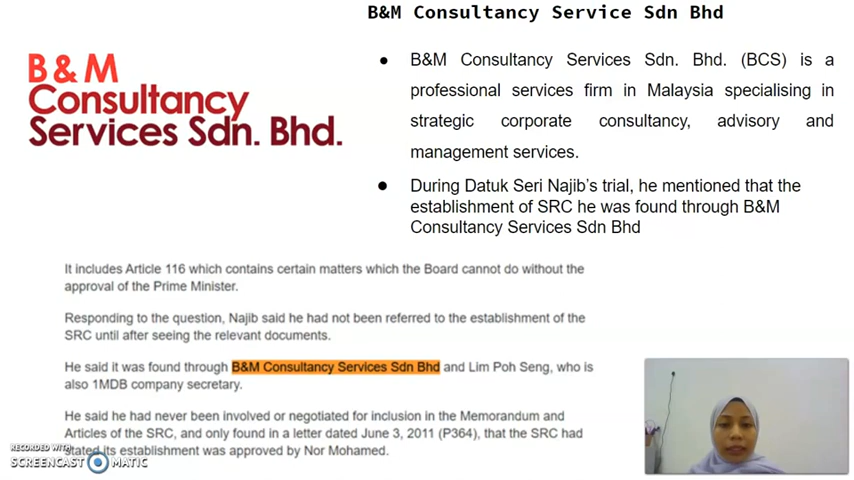 B&M Consultancy Service Sdn Bhd
B & M
Consultancy
Services Sdn. Bhd.
● B&M Consultancy Services Sdn. Bhd. (BCS) is a
professional services firm in Malaysia specialising in
strategic corporate consultancy, advisory and
management services.
● During Datuk Seri Najib's trial, he mentioned that the
establishment of SRC he was found through B&M
Consultancy Services Sdn Bhd
It includes Article 116 which contains certain matters which the Board cannot do without the
approval of the Prime Minister.
Responding to the question, Najib said he had not been referred to the establishment of the
SRC until after seeing the relevant documents.
He said it was found through B&M Consultancy Services Sdn Bhd and Lim Poh Seng, who is
also 1MDB company secretary.
He said he had never been involved or negotiated for inclusion in the Memorandum and
Articles of the SRC, and only found in a letter dated June 3, 2011 (P364), that the SRC had
stated its establishment was approved by Nor Mohamed.
RECORDED WITH
SCREENCAST MATIC